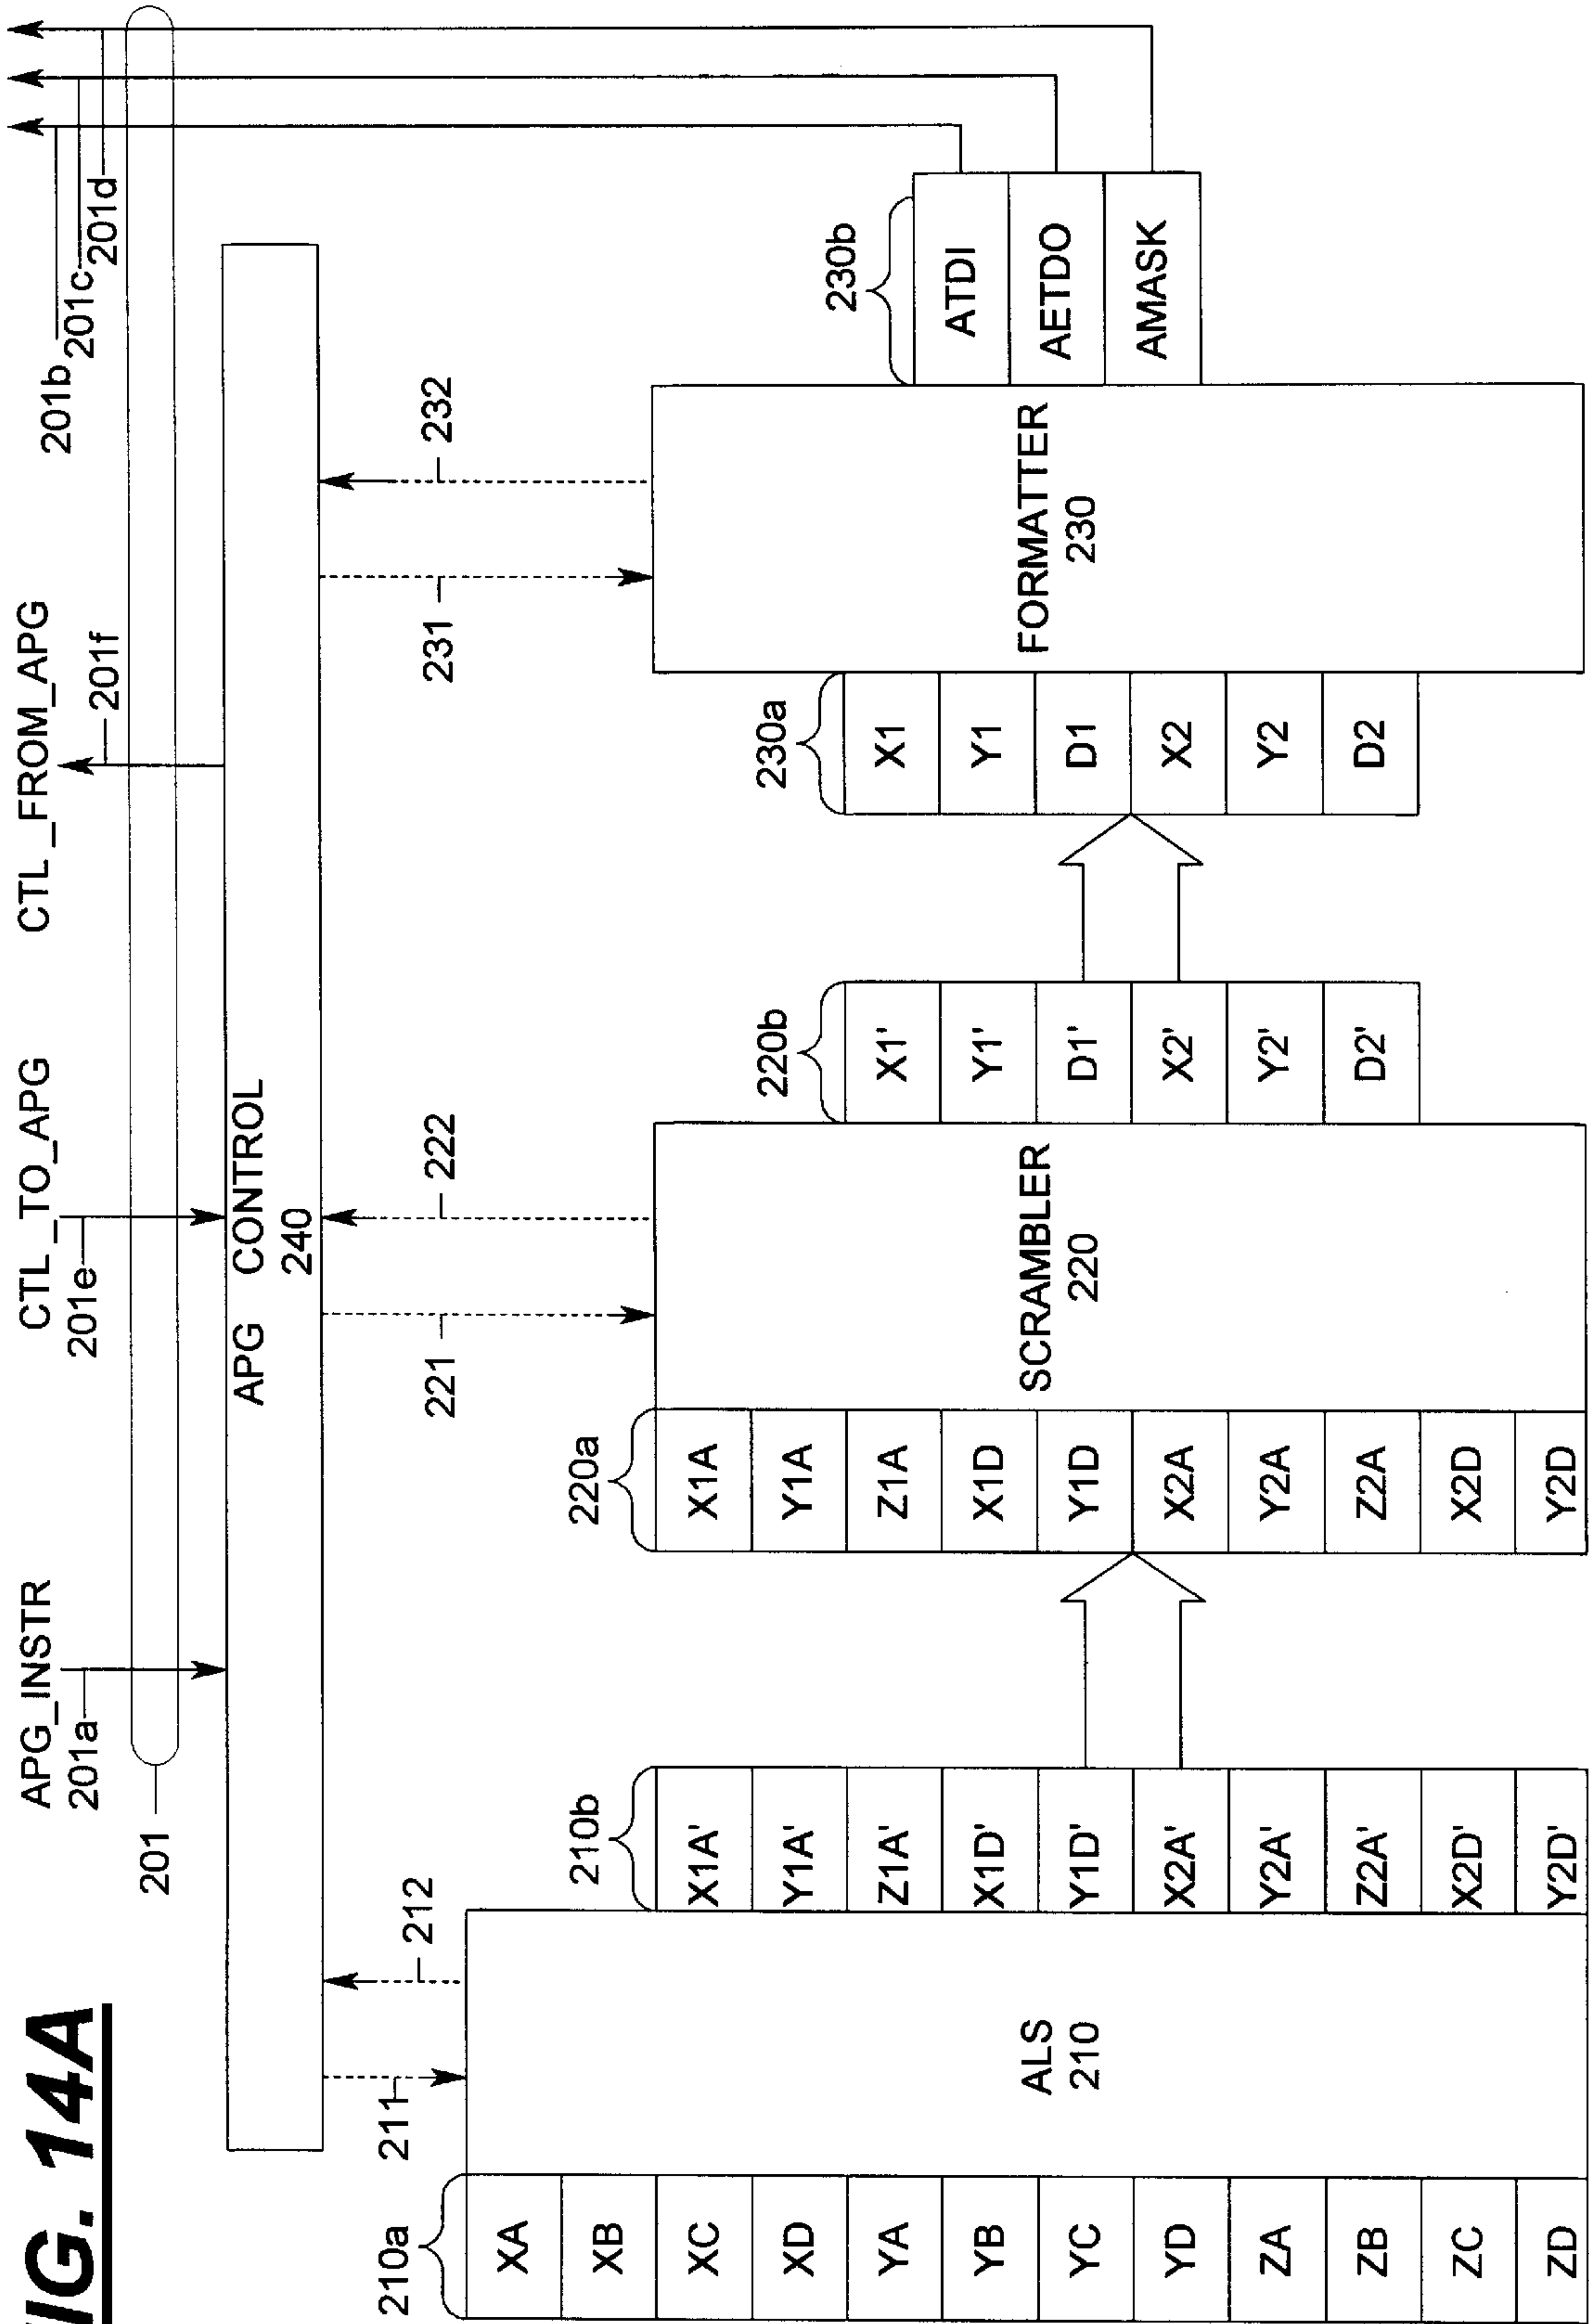 IG. 14A
APG_INSTR
201a
CTL_TO_APG
201e
CTL_FROM_APG
201f
201b
201c
201d
201
APG CONTROL
240
211
212
221
222
231
232
210a
XA
XB
XC
XD
YA
YB
YC
YD
ZA
ZB
ZC
ZD
ALS
210
210b
X1A'
Y1A'
Z1A'
X1D'
Y1D'
X2A'
Y2A'
Z2A'
X2D'
Y2D'
220a
X1A
Y1A
Z1A
X1D
Y1D
X2A
Y2A
Z2A
X2D
Y2D
SCRAMBLER
220
220b
X1'
Y1'
D1'
X2'
Y2'
D2'
230a
X1
Y1
D1
X2
Y2
D2
FORMATTER
230
230b
ATDI
AETDO
AMASK